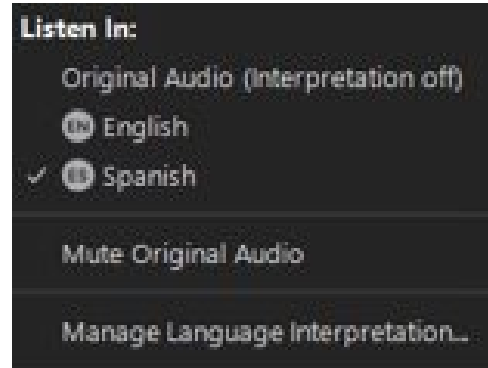 Listen In:
Original Audio (Interpretation off)
EN English
✓ ES Spanish
Mute Original Audio
Manage Language Interpretation...